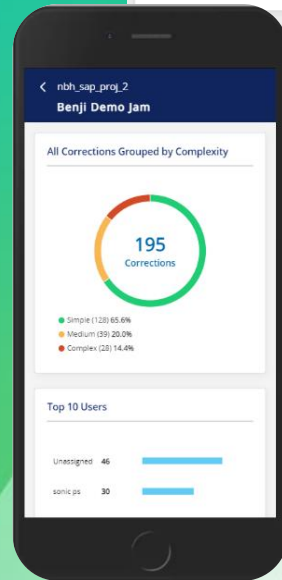 nbh_sap_proj_2
Benji Demo Jam
All Corrections Grouped by Complexity
195
Corrections
Simple (128) 65.6%
Medium (39) 20.0%
Complex (28) 14.4%
Top 10 Users
Unassigned 46
sonic ps 30